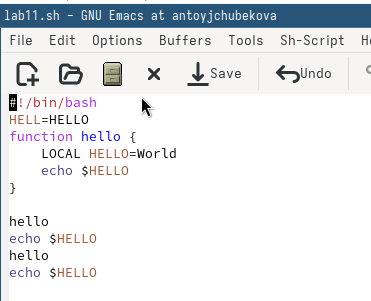 lab11.sh - GNU Emacs at antoyjchubekova
File Edit Options Buffers Tools Sh-Script
Save Undo
#!/bin/bash
HELL=HELLO
function hello {
    LOCAL HELLO=World
    echo $HELLO
}
hello
echo $HELLO
hello
echo $HELLO